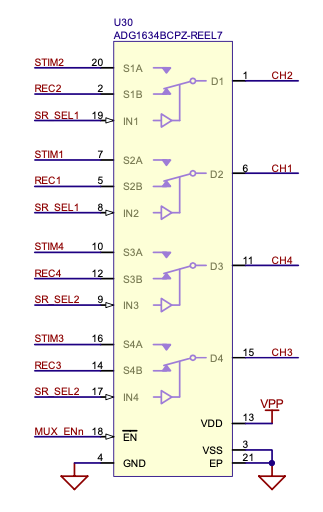 U30
ADG1634BCPZ-REEL7
STIM2 20 S1A D1 1 CH2
REC2 2 S1B
SR_SEL1 19 IN1
STIM1 7 S2A D2 6 CH1
REC1 5 S2B
SR_SEL1 8 IN2
STIM4 10 S3A D3 11 CH4
REC4 12 S3B
SR_SEL2 9 IN3
STIM3 16 S4A D4 15 CH3
REC3 14 S4B
SR_SEL2 17 IN4
VPP
VDD 13
MUX_ENn 18 EN
VSS 3
4 GND EP 21